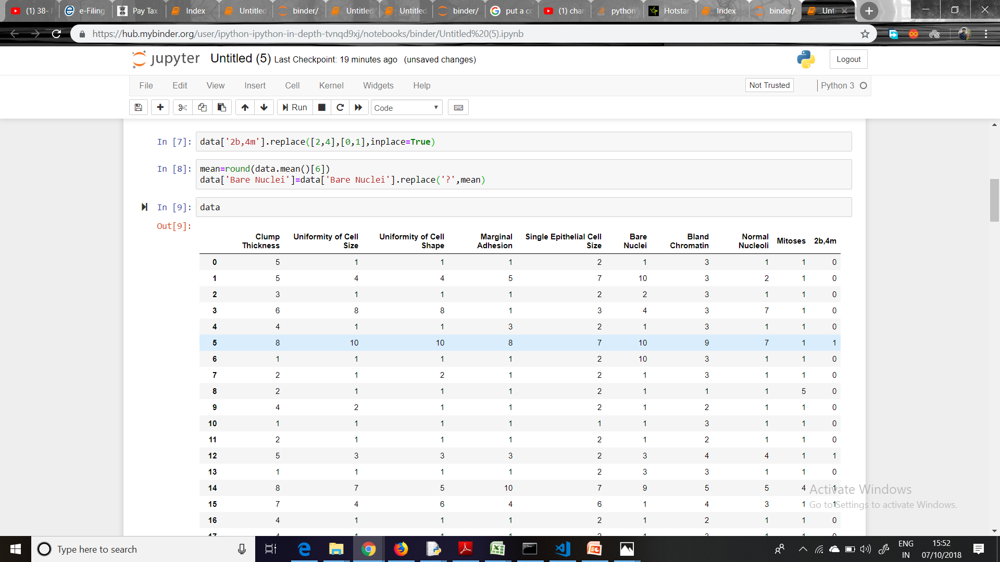 (1) 38-
e-Filing
Pay Tax
Index
Untitled
binder/
Untitled
Untitled
binder/
put a co
(1) char
python
Hotstar
Index
binder/
Unt
https://hub.mybinder.org/user/ipython-ipython-in-depth-tvnqd9xj/notebooks/binder/Untitled%20(5).ipynb
jupyter Untitled (5) Last Checkpoint: 19 minutes ago (unsaved changes)
Logout
File Edit View Insert Cell Kernel Widgets Help
Not Trusted
Python 3
Run
Code
In [7]: data['2b,4m'].replace([2,4],[0,1],inplace=True)
In [8]: mean=round(data.mean()[6])
data['Bare Nuclei']=data['Bare Nuclei'].replace('?',mean)
In [9]: data
Out[9]:
Clump Thickness Uniformity of Cell Size Uniformity of Cell Shape Marginal Adhesion Single Epithelial Cell Size Bare Nuclei Bland Chromatin Normal Nucleoli Mitoses 2b,4m
0 5 1 1 1 2 1 3 1 1 0
1 5 4 4 5 7 10 3 2 1 0
2 3 1 1 1 2 2 3 1 1 0
3 6 8 8 1 3 4 3 7 1 0
4 4 1 1 3 2 1 3 1 1 0
5 8 10 10 8 7 10 9 7 1 1
6 1 1 1 1 2 10 3 1 1 0
7 2 1 2 1 2 1 3 1 1 0
8 2 1 1 1 2 1 1 1 5 0
9 4 2 1 1 2 1 2 1 1 0
10 1 1 1 1 1 1 3 1 1 0
11 2 1 1 1 2 1 2 1 1 0
12 5 3 3 3 2 3 4 4 1 1
13 1 1 1 1 2 3 3 1 1 0
14 8 7 5 10 7 9 5 5 4 1
15 7 4 6 4 6 1 4 3 1 1
16 4 1 1 1 2 1 2 1 1 0
Activate Windows
Go to Settings to activate Windows.
Type here to search
ENG
IN
15:52
07/10/2018